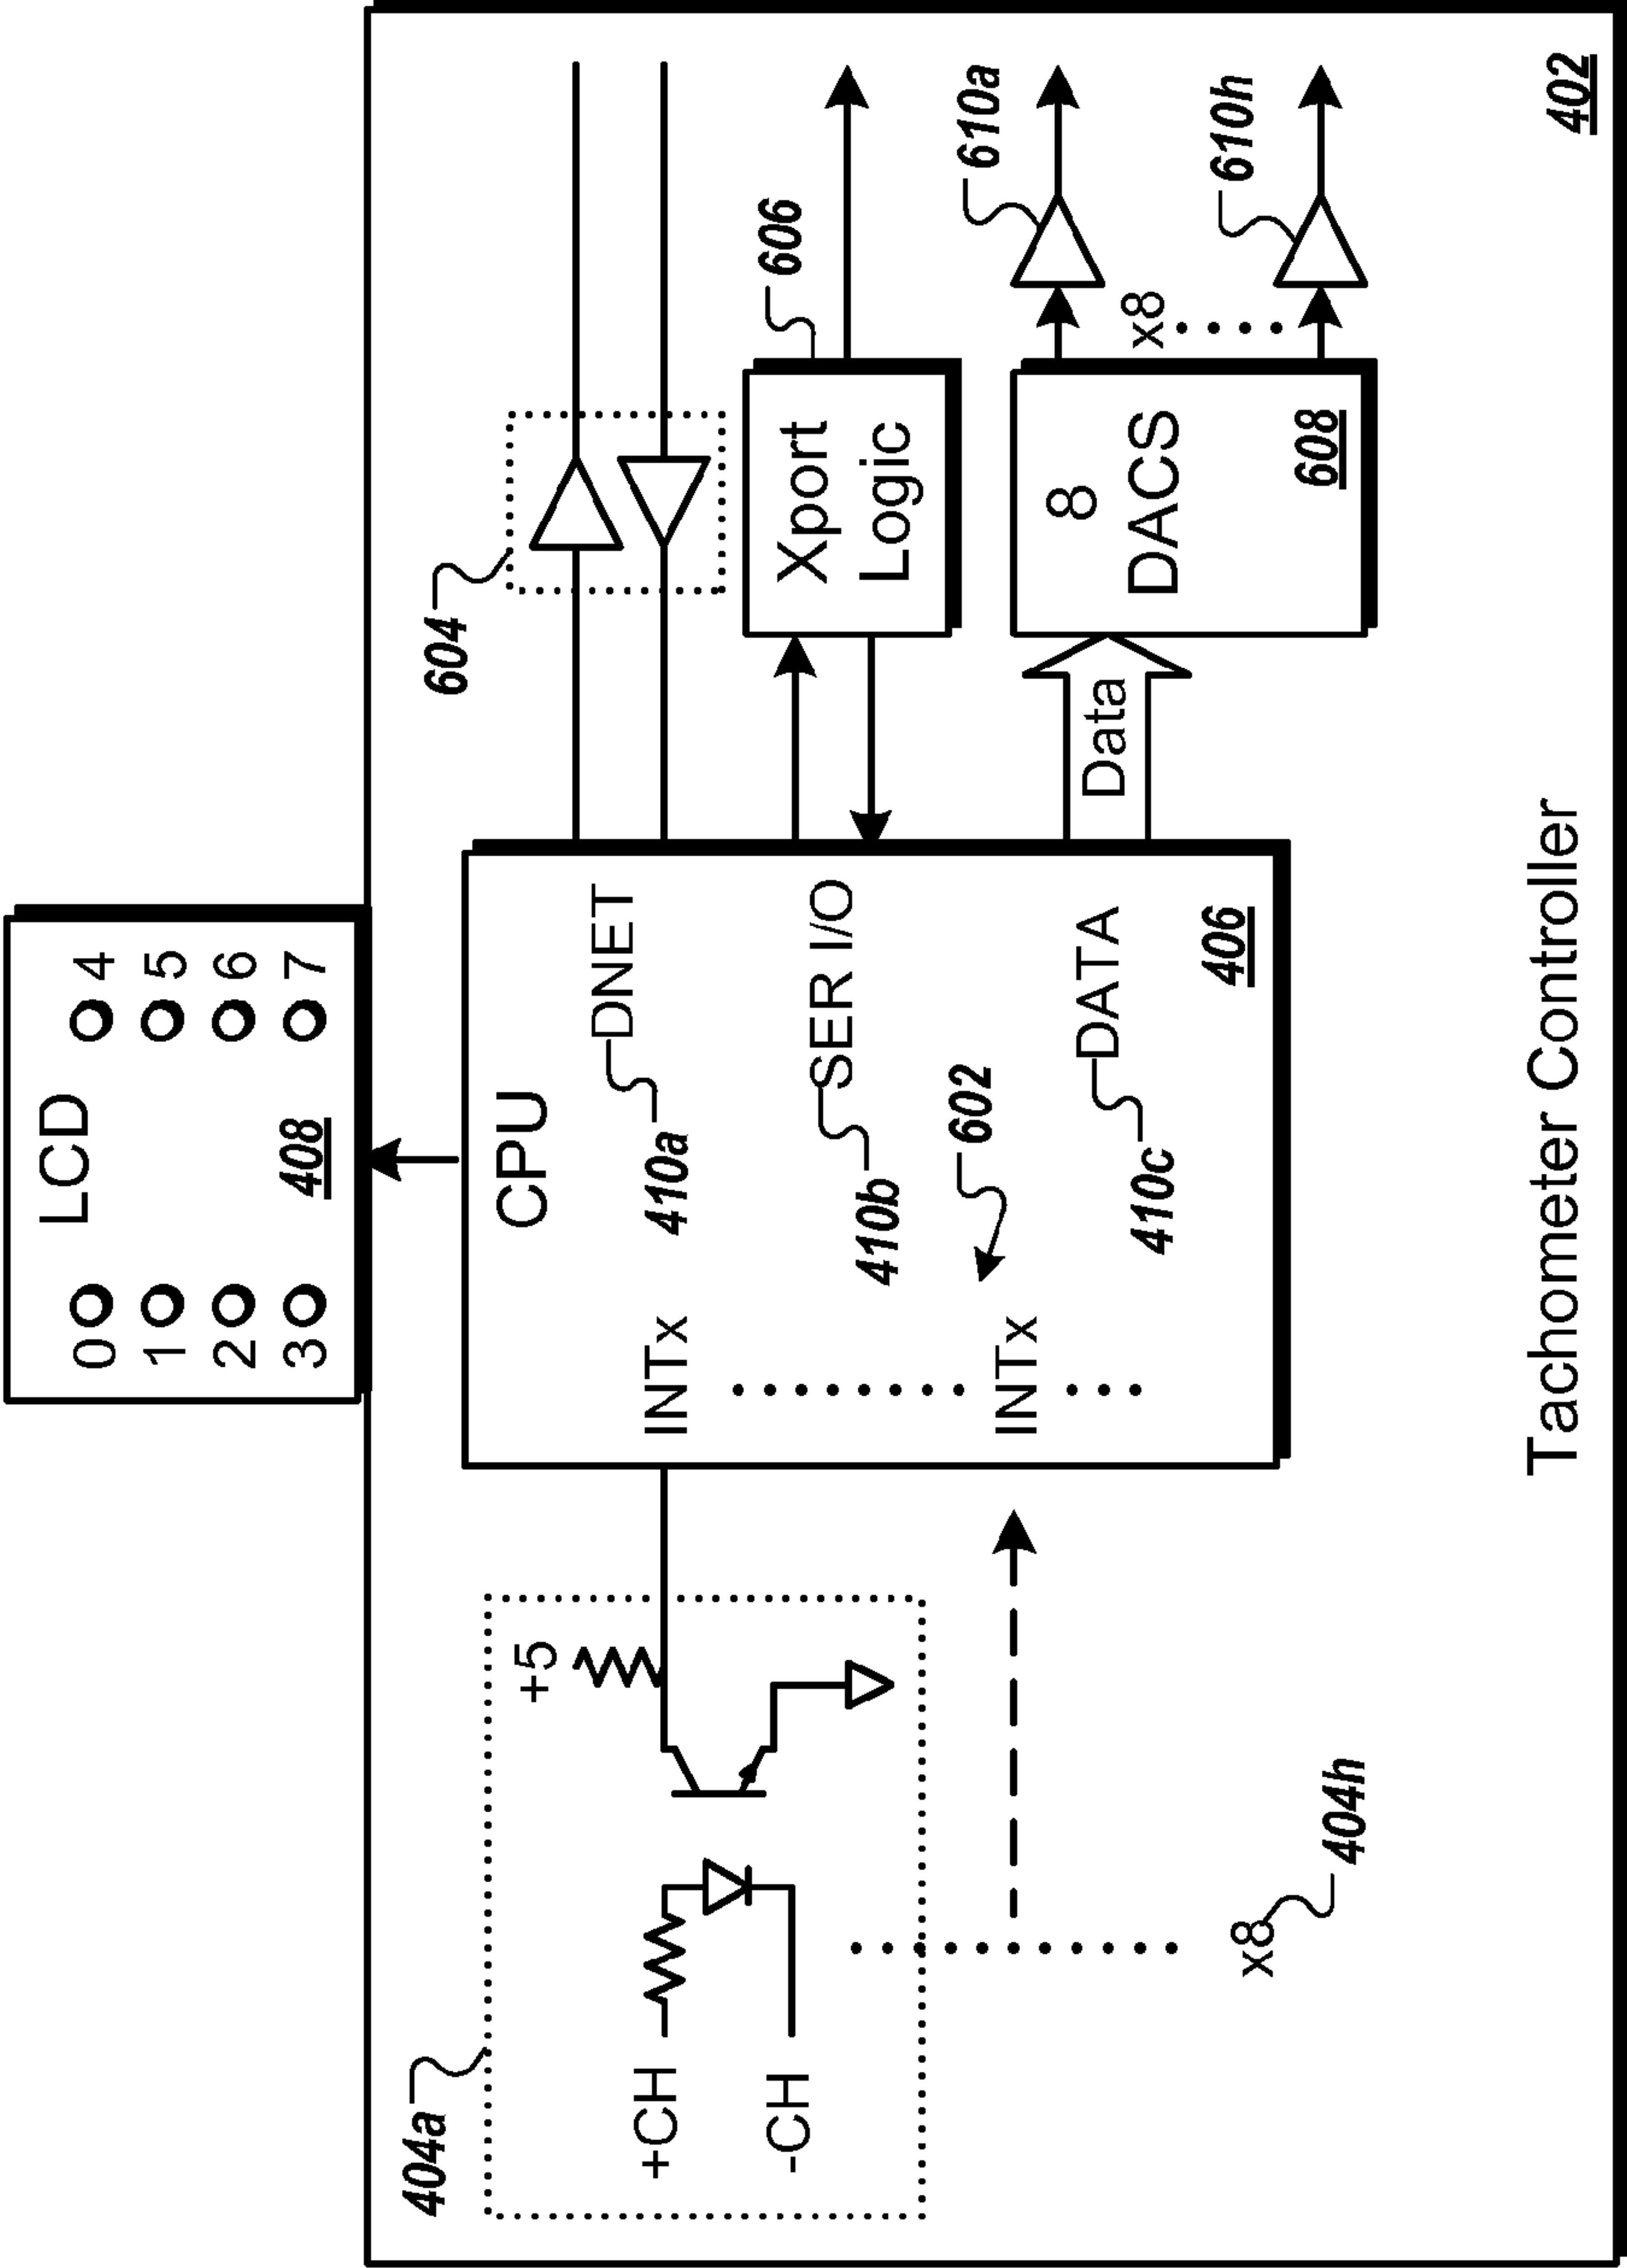 LCD
0 4
1 5
2 6
3 7
408
404a
+CH
-CH
+5
x8
404h
CPU
INTx
DNET
410a
SER I/O
410b
602
INTx
DATA
410c
406
604
Xport
Logic
606
Data
8
DACS
608
x8
610a
610h
Tachometer Controller
402